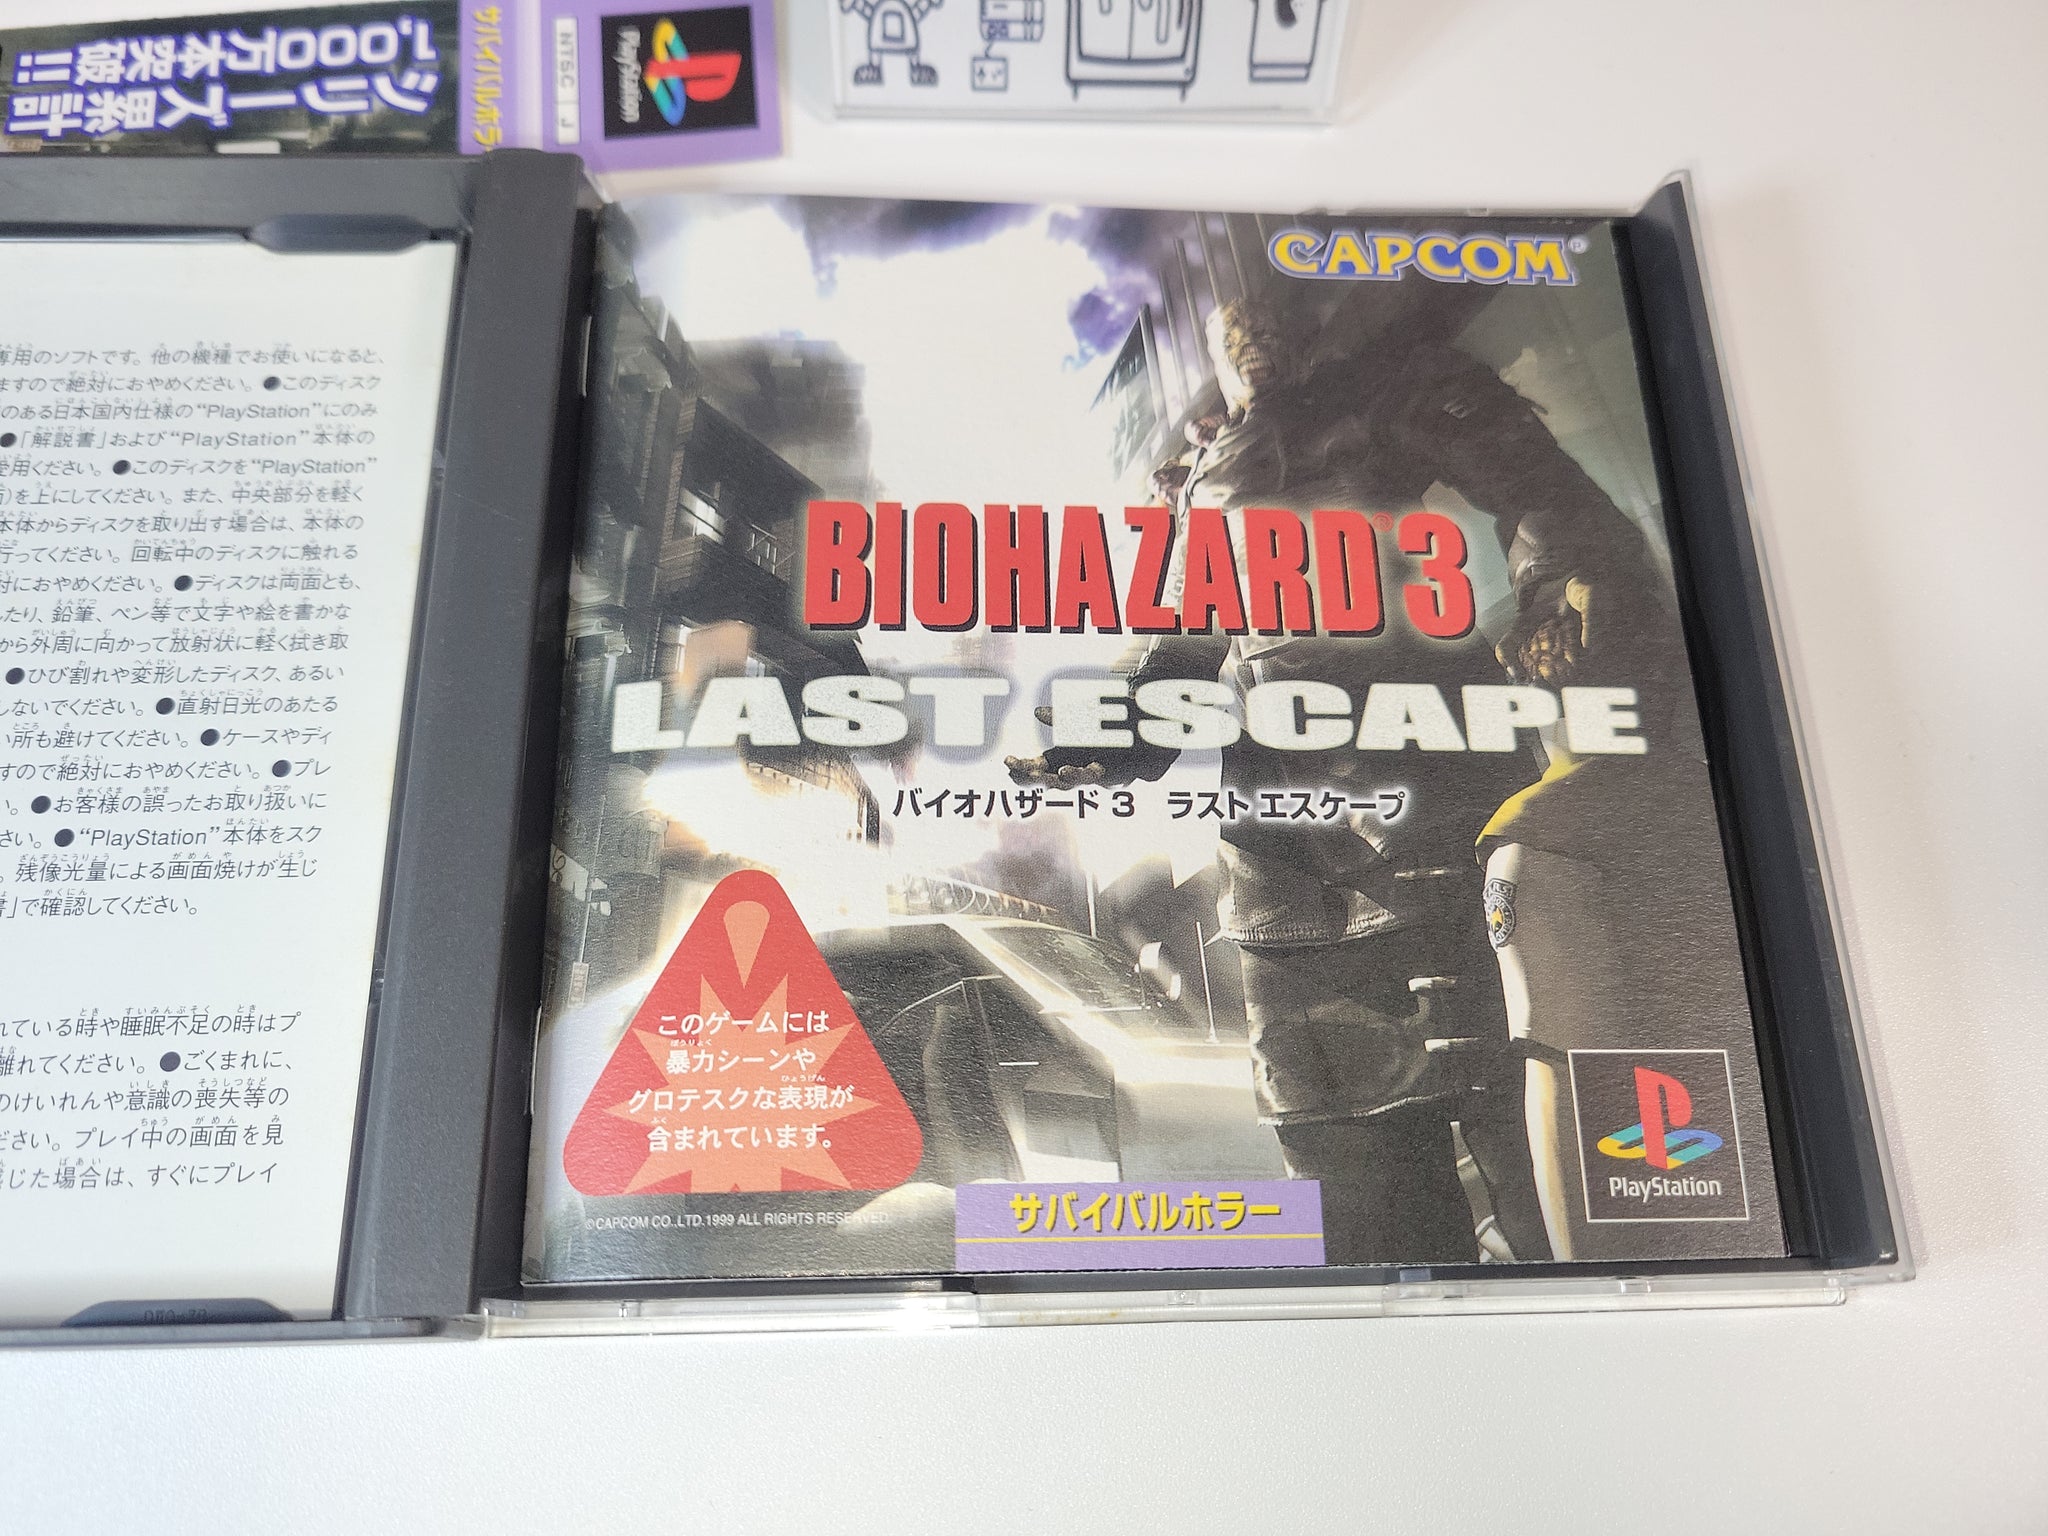 シリーズ累計
1,000万本突破!!
サバイバルホラー
NTSC J
PlayStation
専用のソフトです。他の機種でお使いになると、
ますので絶対におやめください。●このディスク
のある日本国内仕様の“PlayStation”にのみ
●「解説書」および“PlayStation”本体の
愛用ください。●このディスクを“PlayStation”
を上にしてください。また、中央部分を軽く
本体からディスクを取り出す場合は、本体の
行ってください。回転中のディスクに触れる
対におやめください。●ディスクは両面とも、
たり、鉛筆、ペン等で文字や絵を書かな
から外周に向かって放射状に軽く拭き取
●ひび割れや変形したディスク、あるい
しないでください。●直射日光のあたる
い所も避けてください。●ケースやディ
すので絶対におやめください。●プレ
い。●お客様の誤ったお取り扱いに
さい。●“PlayStation”本体をスク
。残像光量による画面焼けが生じ
書」で確認してください。
れている時や睡眠不足の時はプ
離れてください。●ごくまれに、
のけいれんや意識の喪失等の
ださい。プレイ中の画面を見
感じた場合は、すぐにプレイ
CAPCOM®
BIOHAZARD®3
LAST ESCAPE
バイオハザード 3 ラスト エスケープ
このゲームには
暴力シーンや
グロテスクな表現が
含まれています。
©CAPCOM CO.,LTD.1999 ALL RIGHTS RESERVED.
サバイバルホラー
PlayStation